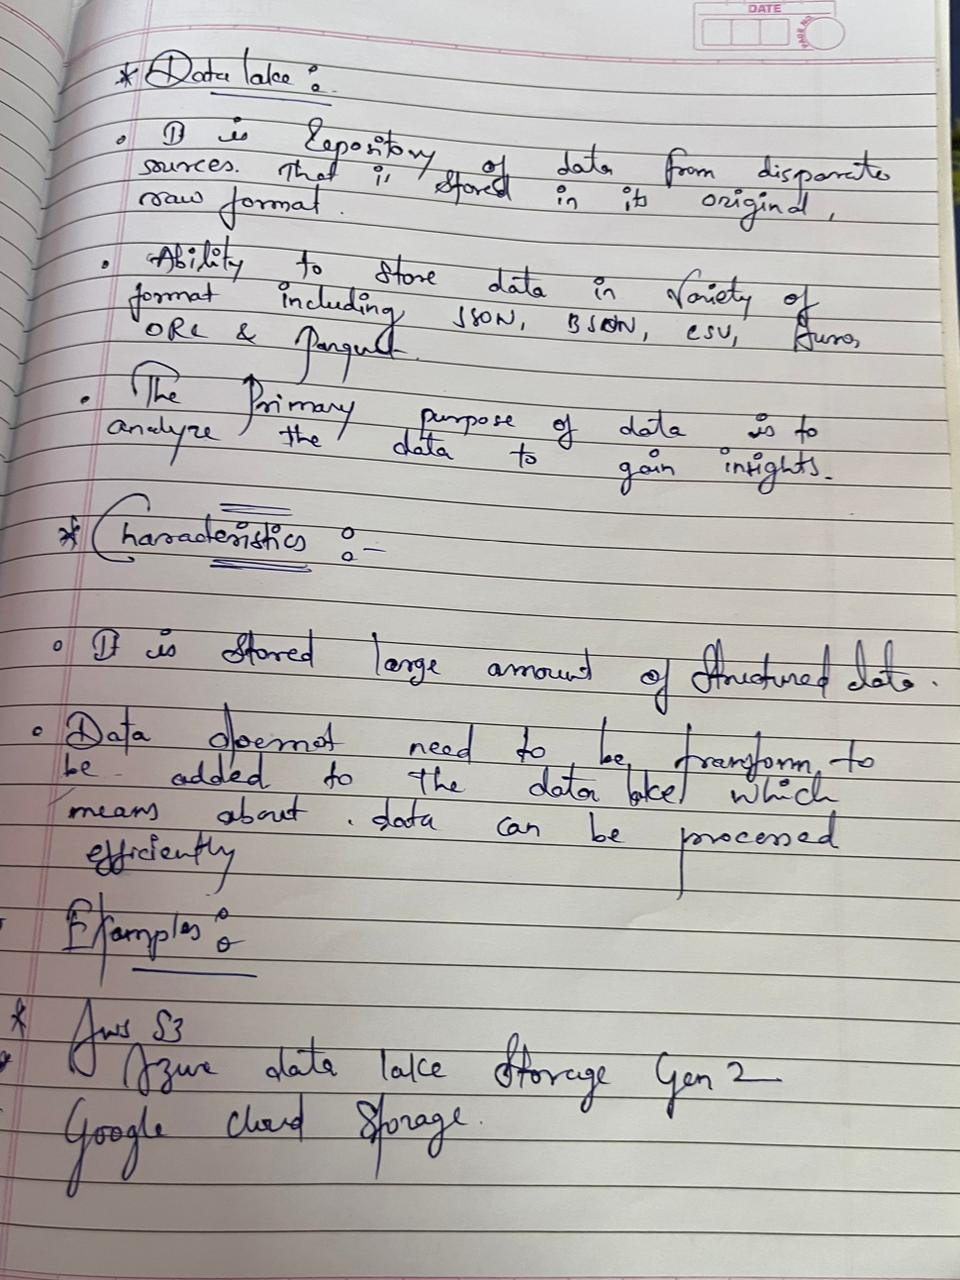 DATE
PAGE NO.
* Data lake :
• It is Repository of data from disparate
sources. That is stored in its original,
raw format.
• Ability to store data in Variety of
format including JSON, BSON, CSV, Avro,
ORC & Parquet.
• The Primary purpose of data is to
analyze the data to gain insights.
* Characteristics :-
• It is stored large amount of structured data.
• Data doesnot need to be transform to
be added to the data lake which
means about . data can be processed
efficiently
Examples :
* Aws S3
Azure data lake Storage Gen 2
Google cloud Storage.